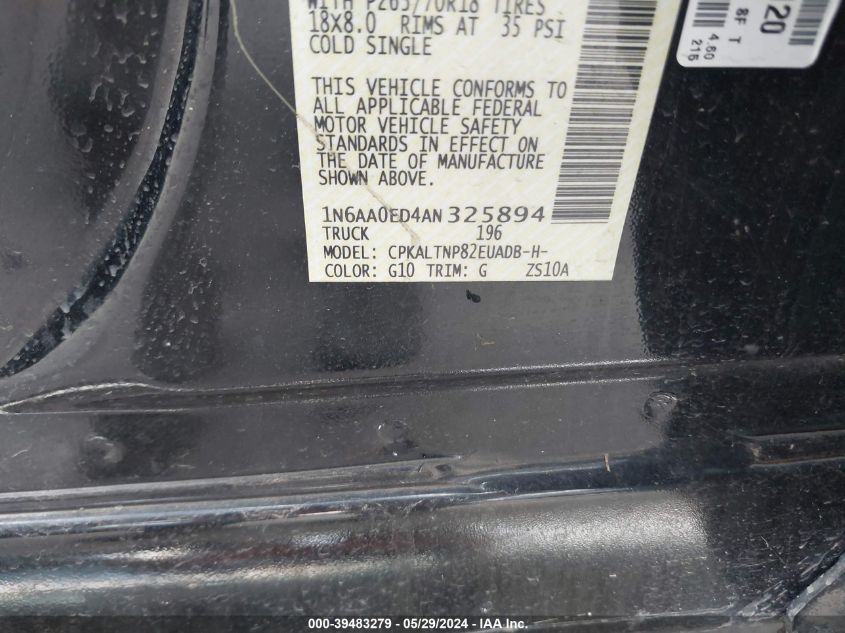 WITH P265/70R18 TIRES
18X8.0 RIMS AT 35 PSI
COLD SINGLE
THIS VEHICLE CONFORMS TO
ALL APPLICABLE FEDERAL
MOTOR VEHICLE SAFETY
STANDARDS IN EFFECT ON
THE DATE OF MANUFACTURE
SHOWN ABOVE.
1N6AA0ED4AN325894
TRUCK 196
MODEL: CPKALTNP82EUADB-H-
COLOR: G10 TRIM: G ZS10A
20
8F T
4.60
215
000-39483279 - 05/29/2024 - IAA, Inc.